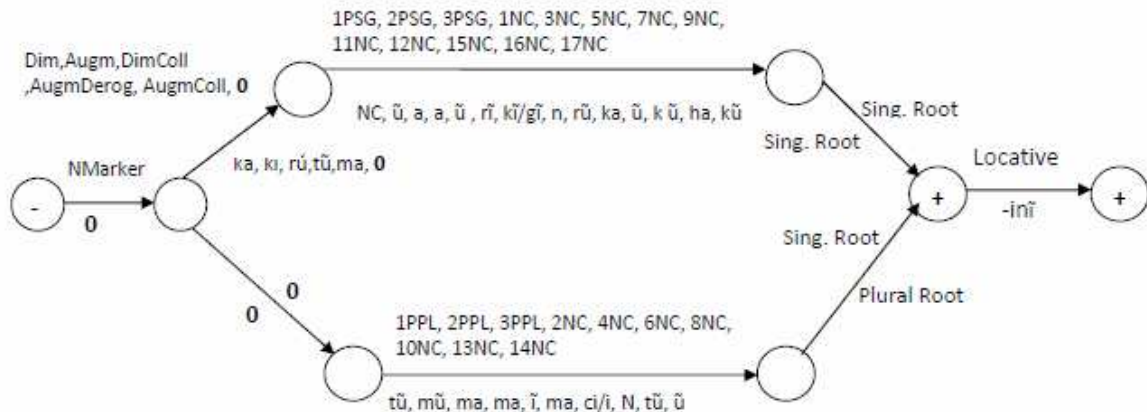 1PSG, 2PSG, 3PSG, 1NC, 3NC, 5NC, 7NC, 9NC,
11NC, 12NC, 15NC, 16NC, 17NC
Dim,Augm,DimColl
,AugmDerog, AugmColl, 0
NC, ũ, a, a, ũ , rĩ, kĩ/gĩ, n, rũ, ka, ũ, k ũ, ha, kũ
Sing. Root
Sing. Root
NMarker
ka, kı, rú,tũ,ma, 0
Locative
-
0
+
-inĩ
+
Sing. Root
0
0
Plural Root
1PPL, 2PPL, 3PPL, 2NC, 4NC, 6NC, 8NC,
10NC, 13NC, 14NC
tũ, mũ, ma, ma, ĩ, ma, ci/i, N, tũ, ũ